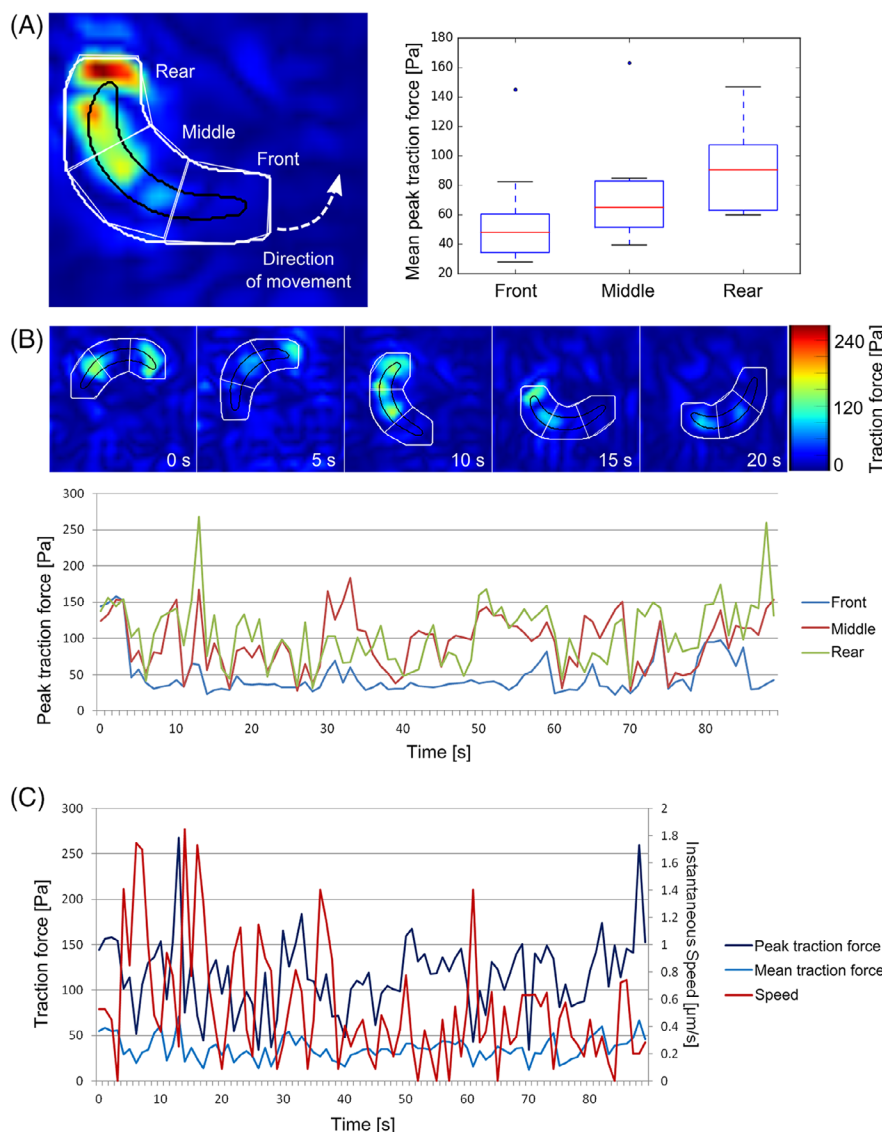 (A)
Rear
Middle
Front
Direction
of movement
Mean peak traction force [Pa]
180
160
140
120
100
80
60
40
20
Front Middle Rear
(B)
0 s
5 s
10 s
15 s
20 s
240
120
0
Traction force [Pa]
Peak traction force [Pa]
300
250
200
150
100
50
0
0 10 20 30 40 50 60 70 80
Time [s]
Front
Middle
Rear
(C)
Traction force [Pa]
300
250
200
150
100
50
0
0 10 20 30 40 50 60 70 80
Time [s]
2
1.8
1.6
1.4
1.2
1
0.8
0.6
0.4
0.2
0
Instantaneous Speed [µm/s]
Peak traction force
Mean traction force
Speed